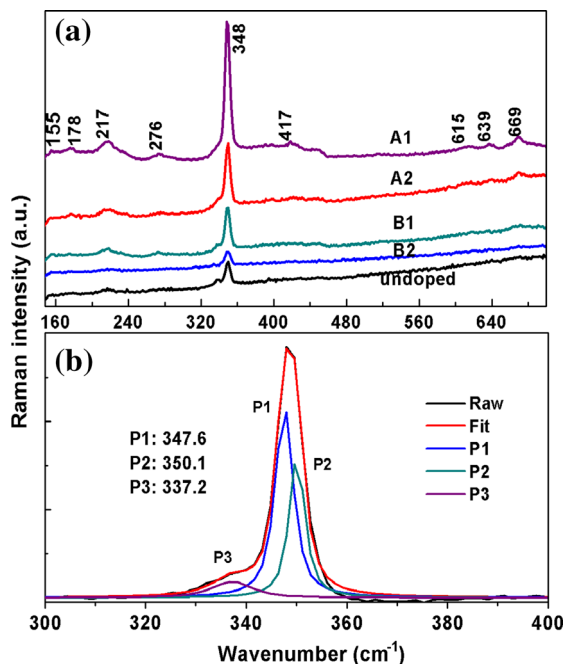 (a)
348
155
178
217
276
417
615
639
669
A1
A2
B1
B2
undoped
160 240 320 400 480 560 640
Raman intensity (a.u.)
(b)
P1
P2
P3
P1: 347.6
P2: 350.1
P3: 337.2
Raw
Fit
P1
P2
P3
300 320 340 360 380 400
Wavenumber (cm-1)